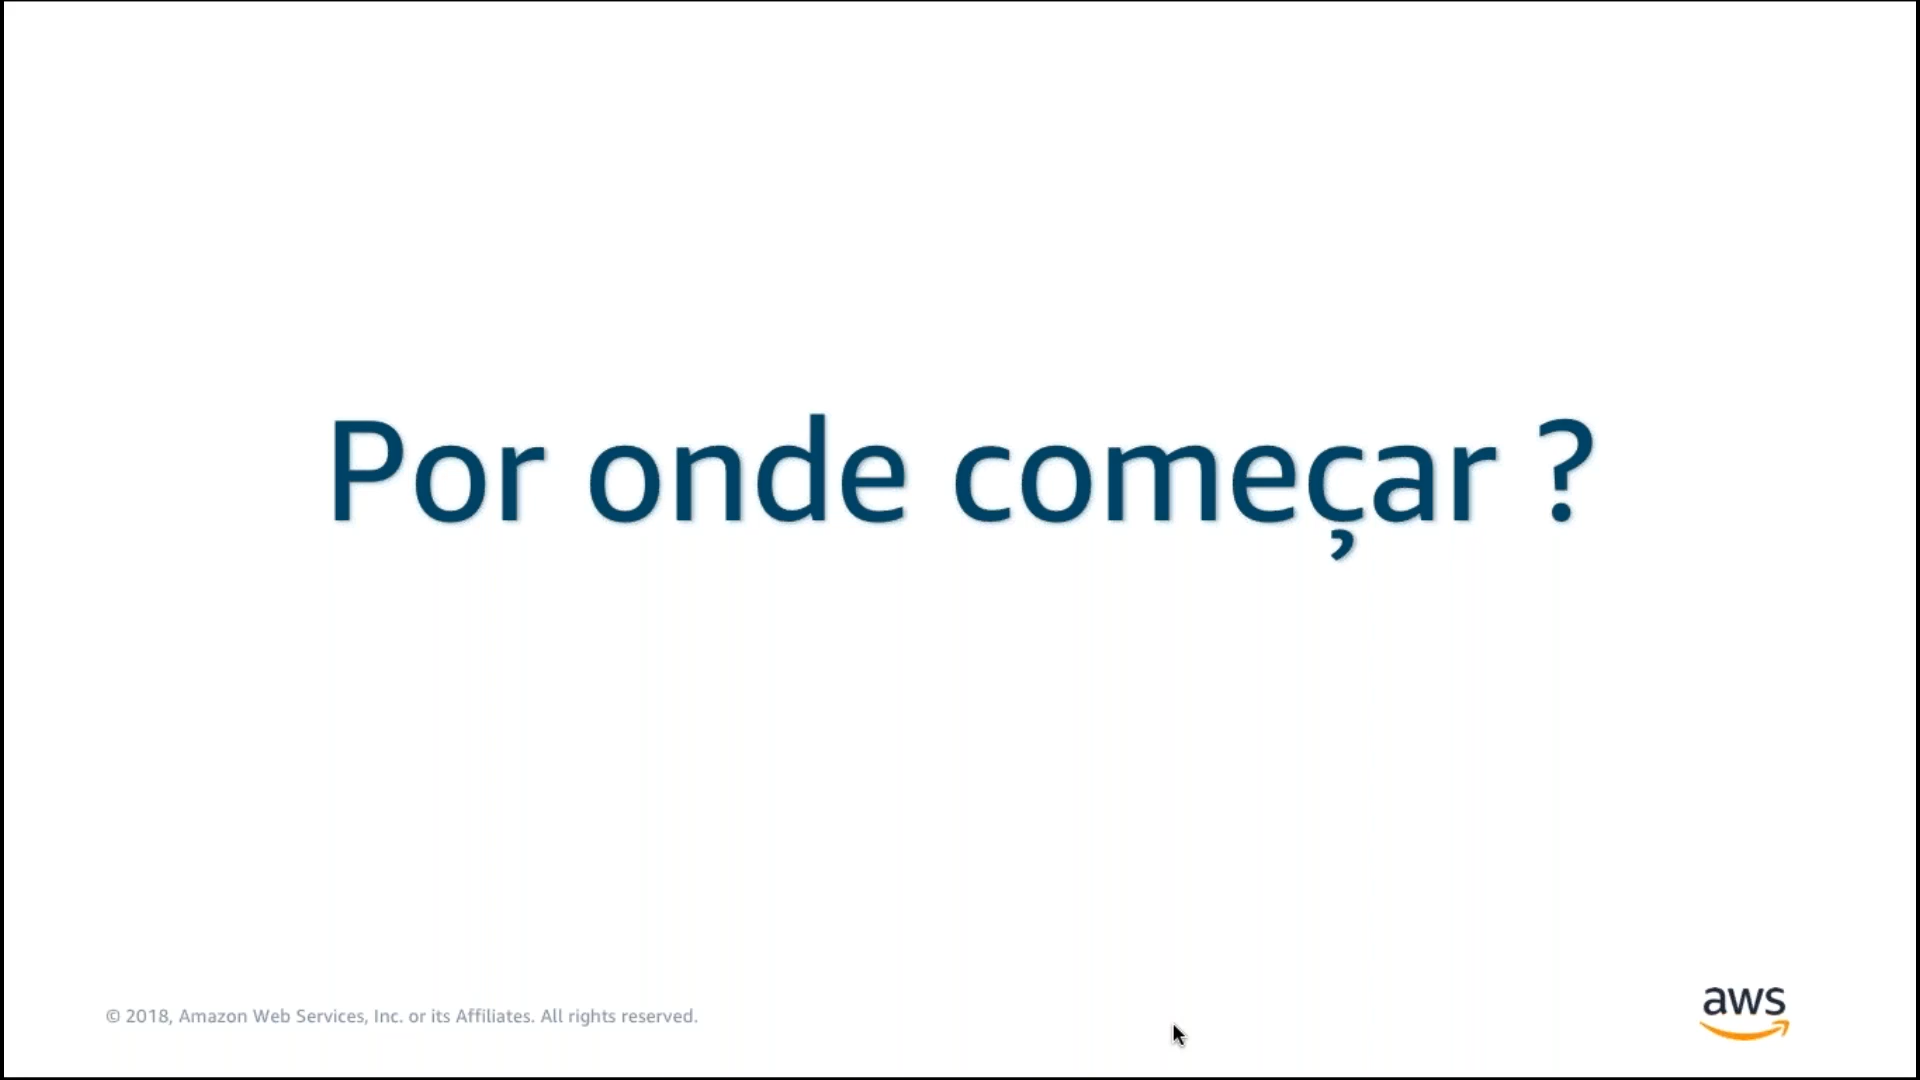 Por onde começar ?
© 2018, Amazon Web Services, Inc. or its Affiliates. All rights reserved.
aws